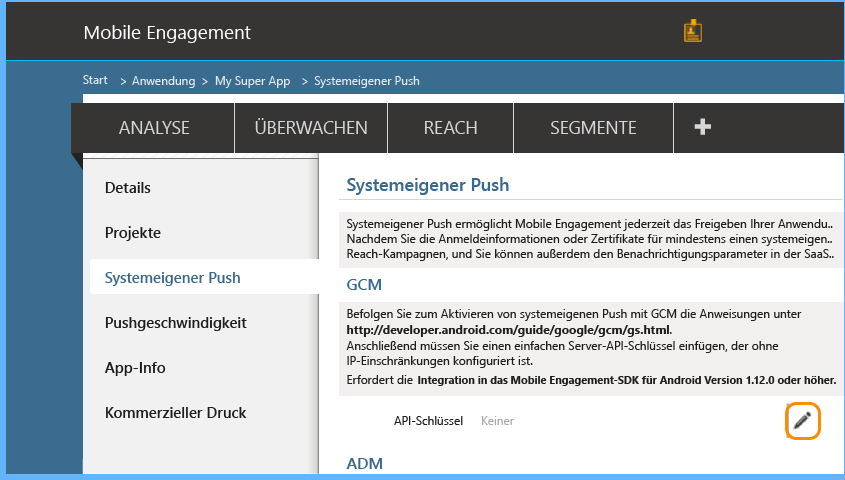 Mobile Engagement
Start > Anwendung > My Super App > Systemeigener Push
ANALYSE ÜBERWACHEN REACH SEGMENTE +
Details
Projekte
Systemeigener Push
Pushgeschwindigkeit
App-Info
Kommerzieller Druck
Systemeigener Push
Systemeigener Push ermöglicht Mobile Engagement jederzeit das Freigeben Ihrer Anwendu..
Nachdem Sie die Anmeldeinformationen oder Zertifikate für mindestens einen systemeigen..
Reach-Kampagnen, und Sie können außerdem den Benachrichtigungsparameter in der SaaS..
GCM
Befolgen Sie zum Aktivieren von systemeigenen Push mit GCM die Anweisungen unter
http://developer.android.com/guide/google/gcm/gs.html.
Anschließend müssen Sie einen einfachen Server-API-Schlüssel einfügen, der ohne
IP-Einschränkungen konfiguriert ist.
Erfordert die Integration in das Mobile Engagement-SDK für Android Version 1.12.0 oder höher.
API-Schlüssel Keiner
ADM